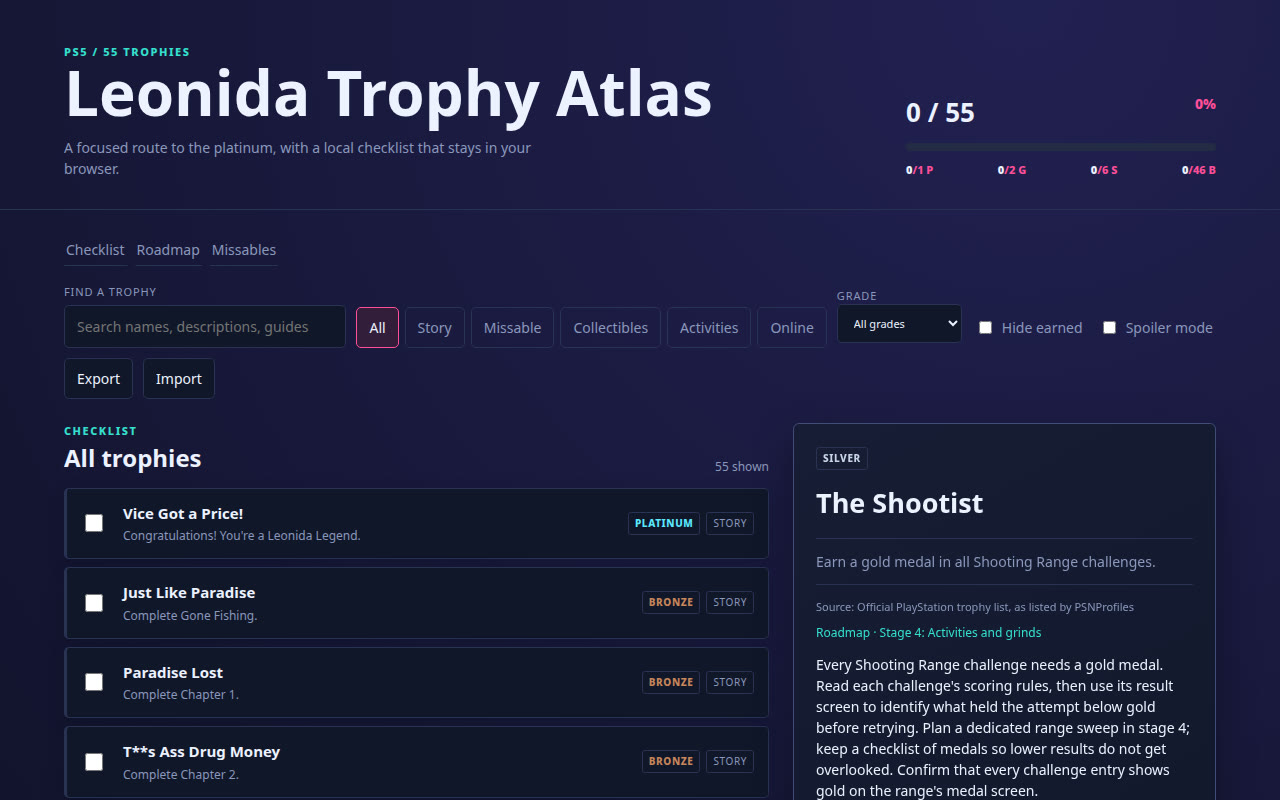 PS5 / 55 TROPHIES
Leonida Trophy Atlas
A focused route to the platinum, with a local checklist that stays in your
browser.
0 / 55
0%
0/1 P 0/2 G 0/6 S 0/46 B
Checklist Roadmap Missables
FIND A TROPHY
Search names, descriptions, guides
All Story Missable Collectibles Activities Online
GRADE
All grades
Hide earned Spoiler mode
Export Import
CHECKLIST
All trophies
55 shown
Vice Got a Price!
Congratulations! You're a Leonida Legend.
PLATINUM STORY
Just Like Paradise
Complete Gone Fishing.
BRONZE STORY
Paradise Lost
Complete Chapter 1.
BRONZE STORY
T**s Ass Drug Money
Complete Chapter 2.
BRONZE STORY
SILVER
The Shootist
Earn a gold medal in all Shooting Range challenges.
Source: Official PlayStation trophy list, as listed by PSNProfiles
Roadmap · Stage 4: Activities and grinds
Every Shooting Range challenge needs a gold medal.
Read each challenge's scoring rules, then use its result
screen to identify what held the attempt below gold
before retrying. Plan a dedicated range sweep in stage 4;
keep a checklist of medals so lower results do not get
overlooked. Confirm that every challenge entry shows
gold on the range's medal screen.